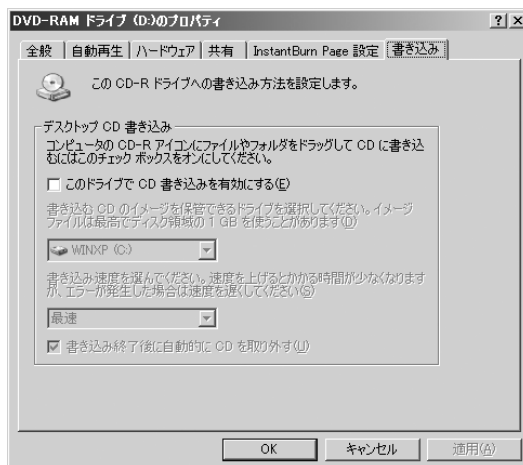 DVD-RAM ドライブ (D:)のプロパティ
全般 自動再生 ハードウェア 共有 InstantBurn Page 設定 書き込み
この CD-R ドライブへの書き込み方法を設定します。
デスクトップ CD 書き込み
コンピュータの CD-R アイコンにファイルやフォルダをドラッグして CD に書き込
むにはこのチェック ボックスをオンにしてください。
このドライブで CD 書き込みを有効にする(E)
書き込む CD のイメージを保管できるドライブを選択してください。イメージ
ファイルは最高でディスク領域の 1 GB を使うことがあります(D)
WINXP (C:)
書き込み速度を選んでください。速度を上げるとかかる時間が少なくなります
が、エラーが発生した場合は速度を遅くしてください(S)
最速
書き込み終了後に自動的に CD を取り外す(U)
OK キャンセル 適用(A)